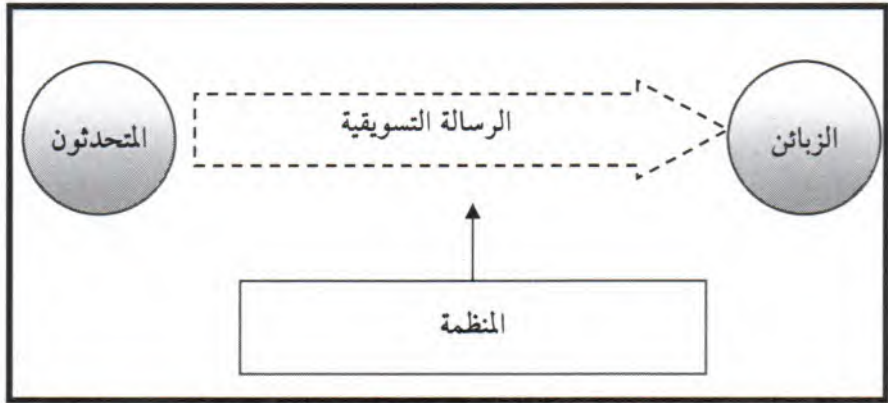 الزبائن
الرسالة التسويقية
المتحدثون
المنظمة